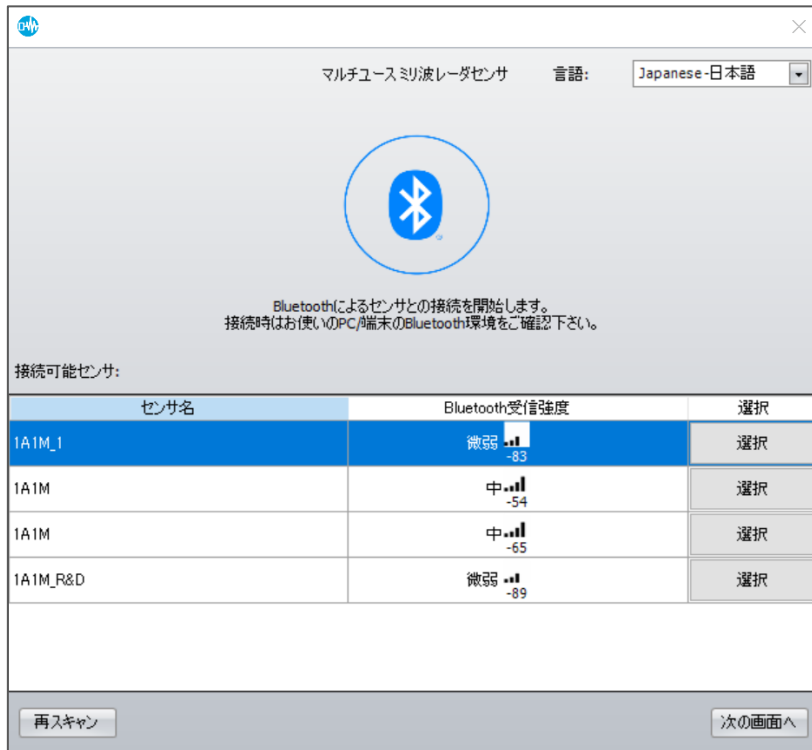 マルチユースミリ波レーダセンサ 言語: Japanese-日本語
Bluetoothによるセンサとの接続を開始します。
接続時はお使いのPC/端末のBluetooth環境をご確認下さい。
接続可能センサ:
センサ名 Bluetooth受信強度 選択
1A1M_1 微弱 -83 選択
1A1M 中 -54 選択
1A1M 中 -65 選択
1A1M_R&D 微弱 -89 選択
再スキャン 次の画面へ